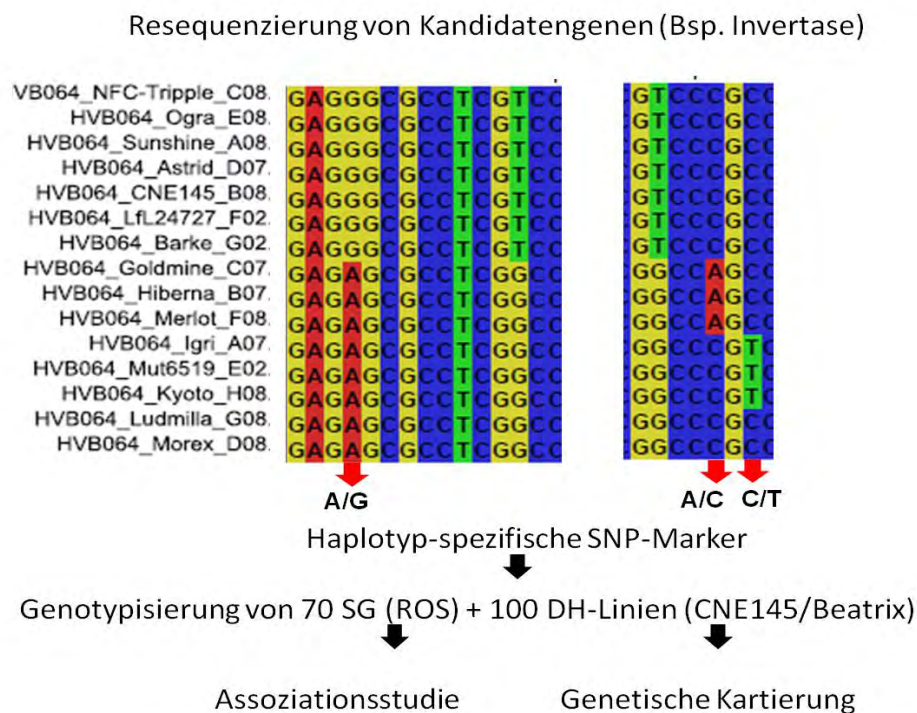 Resequenzierung von Kandidatengenen (Bsp. Invertase)
VB064_NFC-Tripple_C08. GAGGGCGCCTCGTCC GTCCCGCC
HVB064_Ogra_E08. GAGGGCGCCTCGTCC GTCCCGCC
HVB064_Sunshine_A08. GAGGGCGCCTCGTCC GTCCCGCC
HVB064_Astrid_D07. GAGGGCGCCTCGTCC GTCCCGCC
HVB064_CNE145_B08. GAGGGCGCCTCGTCC GTCCCGCC
HVB064_LfL24727_F02. GAGGGCGCCTCGTCC GTCCCGCC
HVB064_Barke_G02. GAGGGCGCCTCGTCC GTCCCGCC
HVB064_Goldmine_C07. GAGAGCGCCTCGGCC GGCCAGCC
HVB064_Hiberna_B07. GAGAGCGCCTCGGCC GGCCAGCC
HVB064_Merlot_F08. GAGAGCGCCTCGGCC GGCCAGCC
HVB064_Igri_A07. GAGAGCGCCTCGGCC GGCCCGTC
HVB064_Mut6519_E02. GAGAGCGCCTCGGCC GGCCCGTC
HVB064_Kyoto_H08. GAGAGCGCCTCGGCC GGCCCGTC
HVB064_Ludmilla_G08. GAGAGCGCCTCGGCC GGCCCGCC
HVB064_Morex_D08. GAGAGCGCCTCGGCC GGCCCGCC
A/G A/C C/T
Haplotyp-spezifische SNP-Marker
Genotypisierung von 70 SG (ROS) + 100 DH-Linien (CNE145/Beatrix)
Assoziationsstudie Genetische Kartierung